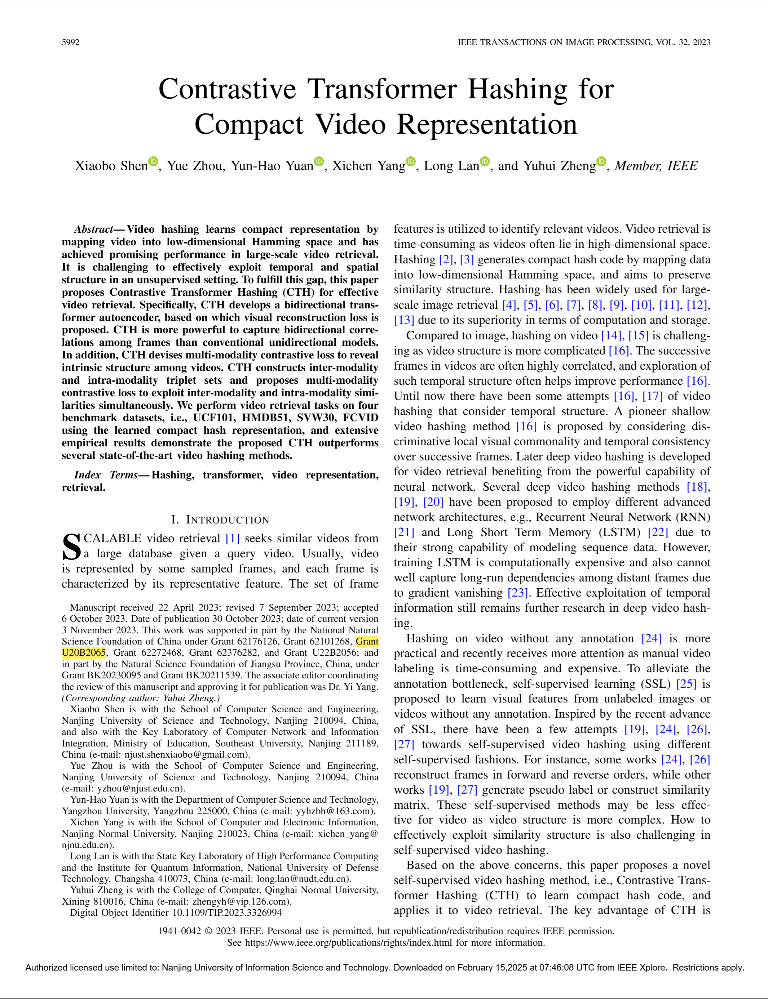 5992
IEEE TRANSACTIONS ON IMAGE PROCESSING, VOL. 32, 2023
Contrastive Transformer Hashing for
Compact Video Representation
Xiaobo Shen, Yue Zhou, Yun-Hao Yuan, Xichen Yang, Long Lan, and Yuhui Zheng, Member, IEEE
Abstract—Video hashing learns compact representation by
mapping video into low-dimensional Hamming space and has
achieved promising performance in large-scale video retrieval.
It is challenging to effectively exploit temporal and spatial
structure in an unsupervised setting. To fulfill this gap, this paper
proposes Contrastive Transformer Hashing (CTH) for effective
video retrieval. Specifically, CTH develops a bidirectional trans-
former autoencoder, based on which visual reconstruction loss is
proposed. CTH is more powerful to capture bidirectional corre-
lations among frames than conventional unidirectional models.
In addition, CTH devises multi-modality contrastive loss to reveal
intrinsic structure among videos. CTH constructs inter-modality
and intra-modality triplet sets and proposes multi-modality
contrastive loss to exploit inter-modality and intra-modality simi-
larities simultaneously. We perform video retrieval tasks on four
benchmark datasets, i.e., UCF101, HMDB51, SVW30, FCVID
using the learned compact hash representation, and extensive
empirical results demonstrate the proposed CTH outperforms
several state-of-the-art video hashing methods.
Index Terms—Hashing, transformer, video representation,
retrieval.
I. INTRODUCTION
SCALABLE video retrieval [1] seeks similar videos from
a large database given a query video. Usually, video
is represented by some sampled frames, and each frame is
characterized by its representative feature. The set of frame
Manuscript received 22 April 2023; revised 7 September 2023; accepted
6 October 2023. Date of publication 30 October 2023; date of current version
3 November 2023. This work was supported in part by the National Natural
Science Foundation of China under Grant 62176126, Grant 62101268, Grant
U20B2065, Grant 62272468, Grant 62376282, and Grant U22B2056; and
in part by the Natural Science Foundation of Jiangsu Province, China, under
Grant BK20230095 and Grant BK20211539. The associate editor coordinating
the review of this manuscript and approving it for publication was Dr. Yi Yang.
(Corresponding author: Yuhui Zheng.)
Xiaobo Shen is with the School of Computer Science and Engineering,
Nanjing University of Science and Technology, Nanjing 210094, China,
and also with the Key Laboratory of Computer Network and Information
Integration, Ministry of Education, Southeast University, Nanjing 211189,
China (e-mail: njust.shenxiaobo@gmail.com).
Yue Zhou is with the School of Computer Science and Engineering,
Nanjing University of Science and Technology, Nanjing 210094, China
(e-mail: yzhou@njust.edu.cn).
Yun-Hao Yuan is with the Department of Computer Science and Technology,
Yangzhou University, Yangzhou 225000, China (e-mail: yyhzbh@163.com).
Xichen Yang is with the School of Computer and Electronic Information,
Nanjing Normal University, Nanjing 210023, China (e-mail: xichen_yang@
njnu.edu.cn).
Long Lan is with the State Key Laboratory of High Performance Computing
and the Institute for Quantum Information, National University of Defense
Technology, Changsha 410073, China (e-mail: long.lan@nudt.edu.cn).
Yuhui Zheng is with the College of Computer, Qinghai Normal University,
Xining 810016, China (e-mail: zhengyh@vip.126.com).
Digital Object Identifier 10.1109/TIP.2023.3326994
features is utilized to identify relevant videos. Video retrieval is
time-consuming as videos often lie in high-dimensional space.
Hashing [2], [3] generates compact hash code by mapping data
into low-dimensional Hamming space, and aims to preserve
similarity structure. Hashing has been widely used for large-
scale image retrieval [4], [5], [6], [7], [8], [9], [10], [11], [12],
[13] due to its superiority in terms of computation and storage.
Compared to image, hashing on video [14], [15] is challeng-
ing as video structure is more complicated [16]. The successive
frames in videos are often highly correlated, and exploration of
such temporal structure often helps improve performance [16].
Until now there have been some attempts [16], [17] of video
hashing that consider temporal structure. A pioneer shallow
video hashing method [16] is proposed by considering dis-
criminative local visual commonality and temporal consistency
over successive frames. Later deep video hashing is developed
for video retrieval benefiting from the powerful capability of
neural network. Several deep video hashing methods [18],
[19], [20] have been proposed to employ different advanced
network architectures, e.g., Recurrent Neural Network (RNN)
[21] and Long Short Term Memory (LSTM) [22] due to
their strong capability of modeling sequence data. However,
training LSTM is computationally expensive and also cannot
well capture long-run dependencies among distant frames due
to gradient vanishing [23]. Effective exploitation of temporal
information still remains further research in deep video hash-
ing.
Hashing on video without any annotation [24] is more
practical and recently receives more attention as manual video
labeling is time-consuming and expensive. To alleviate the
annotation bottleneck, self-supervised learning (SSL) [25] is
proposed to learn visual features from unlabeled images or
videos without any annotation. Inspired by the recent advance
of SSL, there have been a few attempts [19], [24], [26],
[27] towards self-supervised video hashing using different
self-supervised fashions. For instance, some works [24], [26]
reconstruct frames in forward and reverse orders, while other
works [19], [27] generate pseudo label or construct similarity
matrix. These self-supervised methods may be less effec-
tive for video as video structure is more complex. How to
effectively exploit similarity structure is also challenging in
self-supervised video hashing.
Based on the above concerns, this paper proposes a novel
self-supervised video hashing method, i.e., Contrastive Trans-
former Hashing (CTH) to learn compact hash code, and
applies it to video retrieval. The key advantage of CTH is
1941-0042 © 2023 IEEE. Personal use is permitted, but republication/redistribution requires IEEE permission.
See https://www.ieee.org/publications/rights/index.html for more information.
Authorized licensed use limited to: Nanjing University of Information Science and Technology. Downloaded on February 15,2025 at 07:46:08 UTC from IEEE Xplore. Restrictions apply.